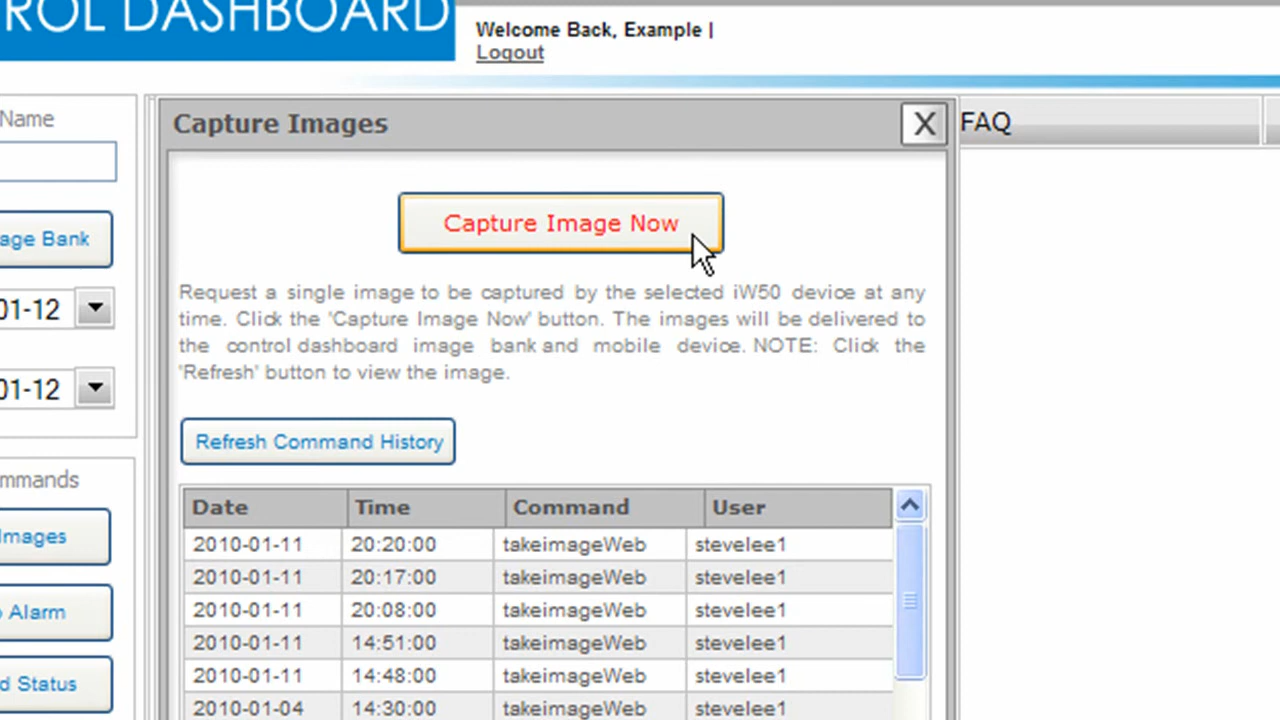 ROL DASHBOARD
Welcome Back, Example |
Logout
Name
Capture Images
X
FAQ
Capture Image Now
age Bank
01-12
01-12
Request a single image to be captured by the selected iW50 device at any
time. Click the 'Capture Image Now' button. The images will be delivered to
the control dashboard image bank and mobile device. NOTE: Click the
'Refresh' button to view the image.
Refresh Command History
mmands
Images
Alarm
d Status
Date Time Command User
2010-01-11 20:20:00 takeimageWeb stevelee1
2010-01-11 20:17:00 takeimageWeb stevelee1
2010-01-11 20:08:00 takeimageWeb stevelee1
2010-01-11 14:51:00 takeimageWeb stevelee1
2010-01-11 14:48:00 takeimageWeb stevelee1
2010-01-04 14:30:00 takeimageWeb stevelee1